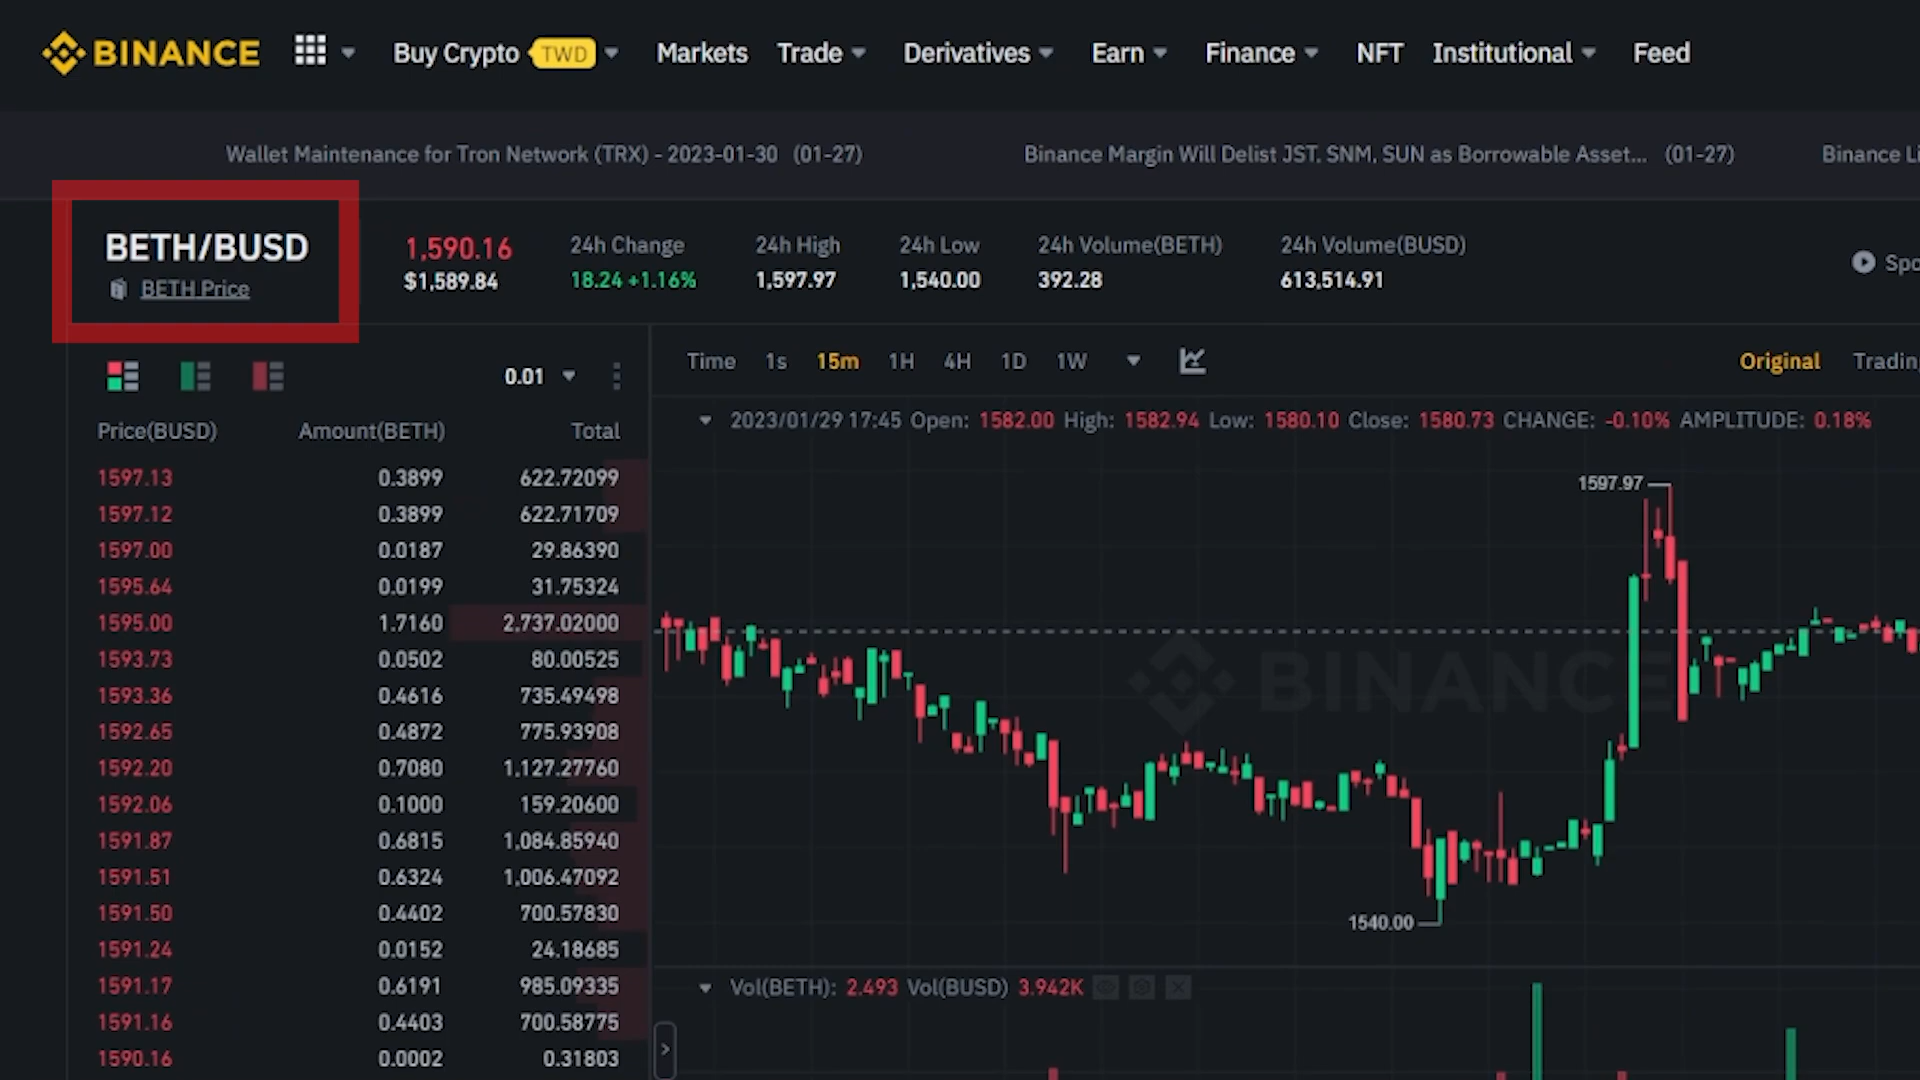 BINANCE Buy Crypto TWD Markets Trade Derivatives Earn Finance NFT Institutional Feed
Wallet Maintenance for Tron Network (TRX) - 2023-01-30 (01-27) Binance Margin Will Delist JST, SNM, SUN as Borrowable Asset... (01-27) Binance Li
BETH/BUSD
BETH Price
1,590.16 24h Change 24h High 24h Low 24h Volume(BETH) 24h Volume(BUSD)
$1,589.84 18.24 +1.16% 1,597.97 1,540.00 392.28 613,514.91
Spo
0.01
Time 1s 15m 1H 4H 1D 1W Original Trading
2023/01/29 17:45 Open: 1582.00 High: 1582.94 Low: 1580.10 Close: 1580.73 CHANGE: -0.10% AMPLITUDE: 0.18%
Price(BUSD) Amount(BETH) Total
1597.13 0.3899 622.72099
1597.12 0.3899 622.71709
1597.00 0.0187 29.86390
1595.64 0.0199 31.75324
1595.00 1.7160 2,737.02000
1593.73 0.0502 80.00525
1593.36 0.4616 735.49498
1592.65 0.4872 775.93908
1592.20 0.7080 1,127.27760
1592.06 0.1000 159.20600
1591.87 0.6815 1,084.85940
1591.51 0.6324 1,006.47092
1591.50 0.4402 700.57830
1591.24 0.0152 24.18685
1591.17 0.6191 985.09335
1591.16 0.4403 700.58775
1590.16 0.0002 0.31803
1597.97
BINANCE
1540.00
Vol(BETH): 2.493 Vol(BUSD) 3.942K